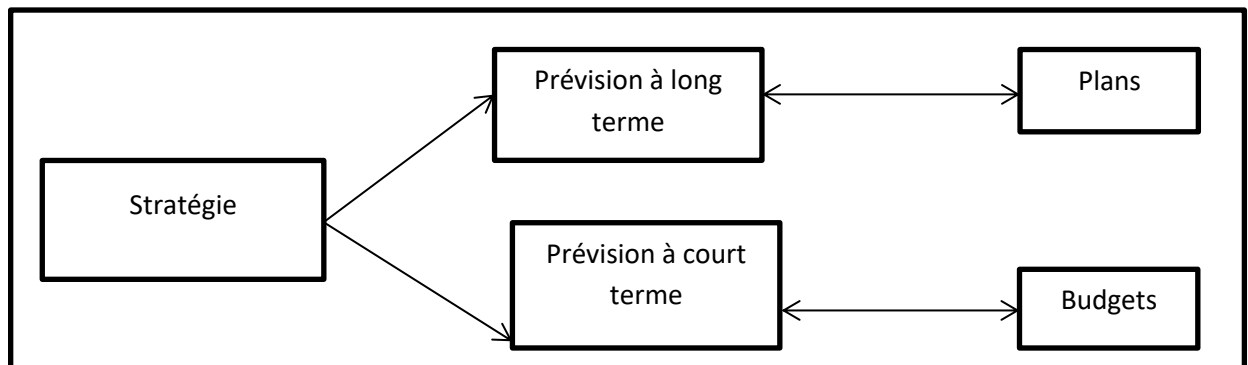 Prévision à long
terme
Plans
Stratégie
Prévision à court
terme
Budgets